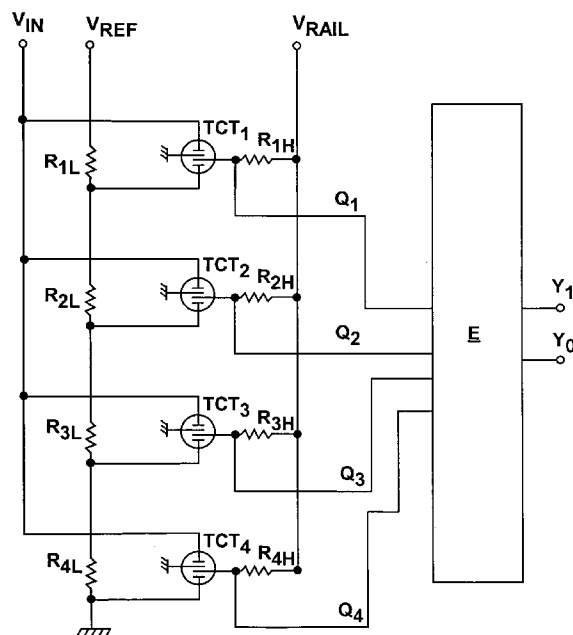 V_IN V_REF V_RAIL
TCT_1
R_1L R_1H
Q_1
TCT_2
R_2L R_2H
Q_2
Y_1
E
Y_0
TCT_3
R_3L R_3H
Q_3
TCT_4
R_4L R_4H
Q_4